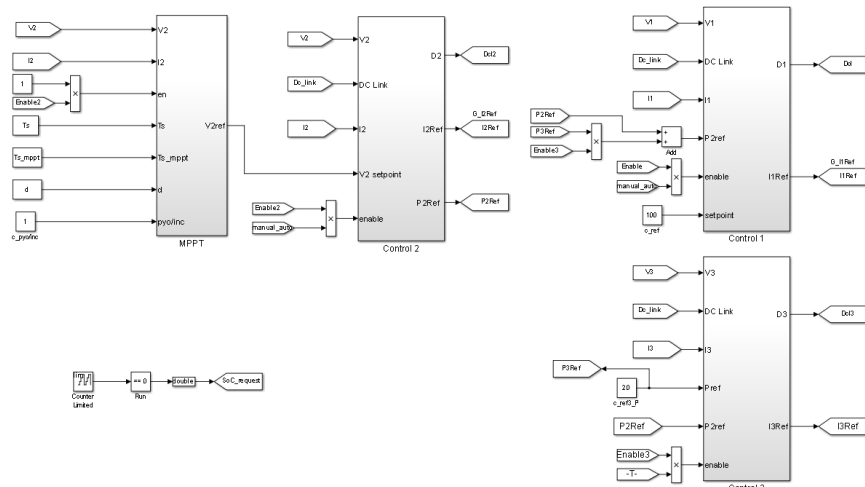 V2
I2
1
Enable2
Ts
Ts_mppt
d
1
c_pyo/inc
V2
I2
en
Ts
Ts_mppt
d
pyo/inc
V2ref
MPPT
V2
Dc_link
I2
Enable2
manual_auto
V2
DC Link
I2
V2 setpoint
enable
D2
I2Ref
P2Ref
Control 2
Dcl2
G_I2Ref
I2Ref
P2Ref
V1
Dc_link
I1
P2Ref
P3Ref
Enable3
Add
Enable
manual_auto
100
c_ref
V1
DC Link
I1
P2ref
enable
setpoint
D1
I1Ref
Control 1
Dcl
G_I1Ref
I1Ref
Counter
Limited
== 0
Run
double
SoC_request
V3
Dc_link
I3
P3Ref
20
c_ref3_P
P2Ref
Enable3
-T-
V3
DC Link
I3
Pref
P2ref
enable
D3
I3Ref
Dcl3
I3Ref